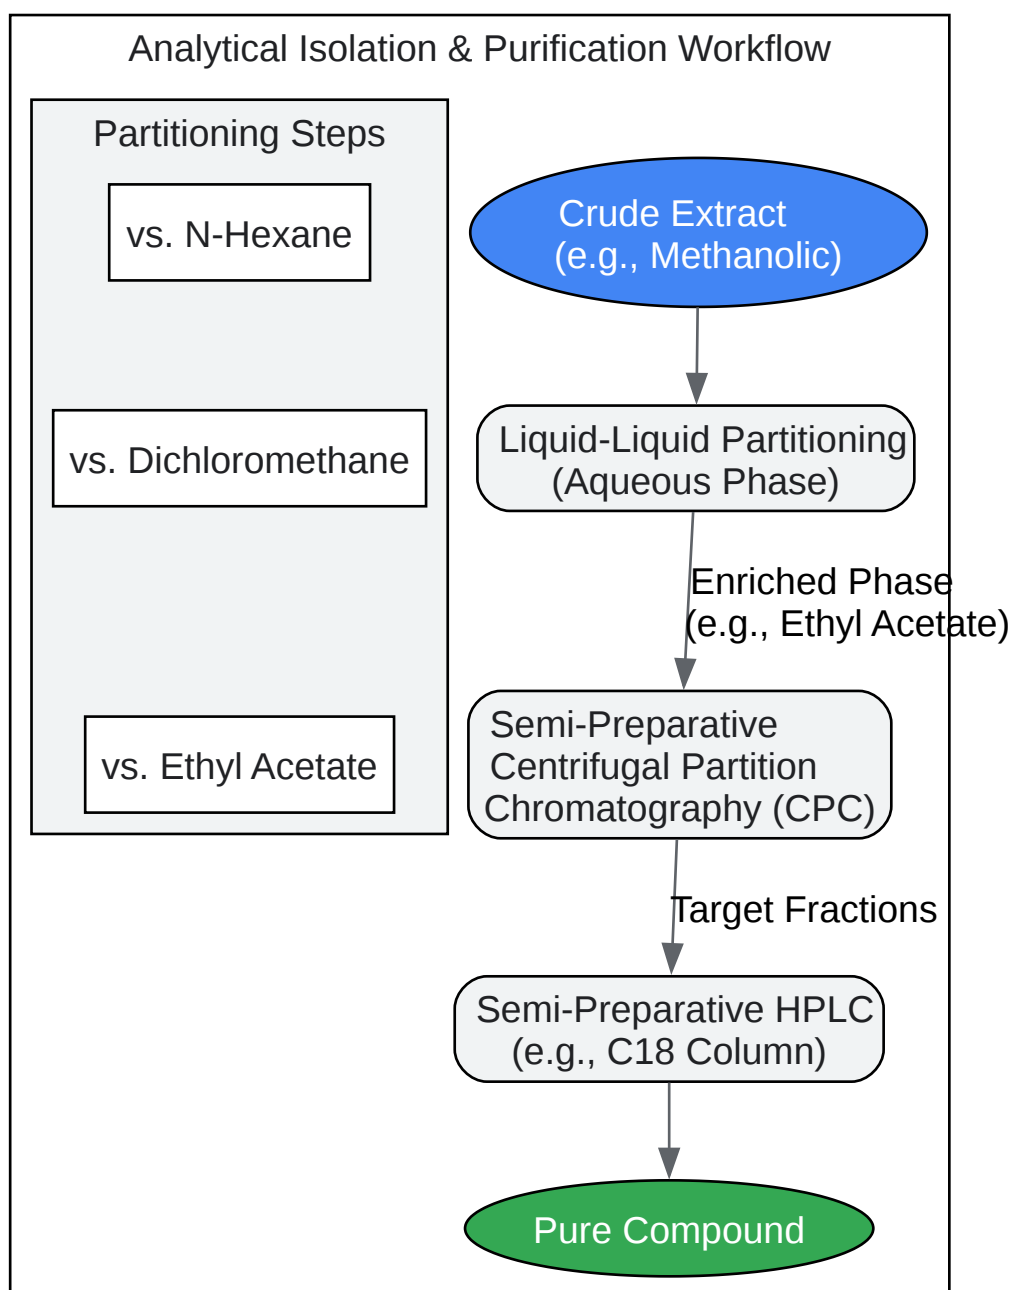 Analytical Isolation & Purification Workflow
Partitioning Steps
vs. N-Hexane
vs. Dichloromethane
vs. Ethyl Acetate
Crude Extract
(e.g., Methanolic)
Liquid-Liquid Partitioning
(Aqueous Phase)
Enriched Phase
(e.g., Ethyl Acetate)
Semi-Preparative
Centrifugal Partition
Chromatography (CPC)
Target Fractions
Semi-Preparative HPLC
(e.g., C18 Column)
Pure Compound